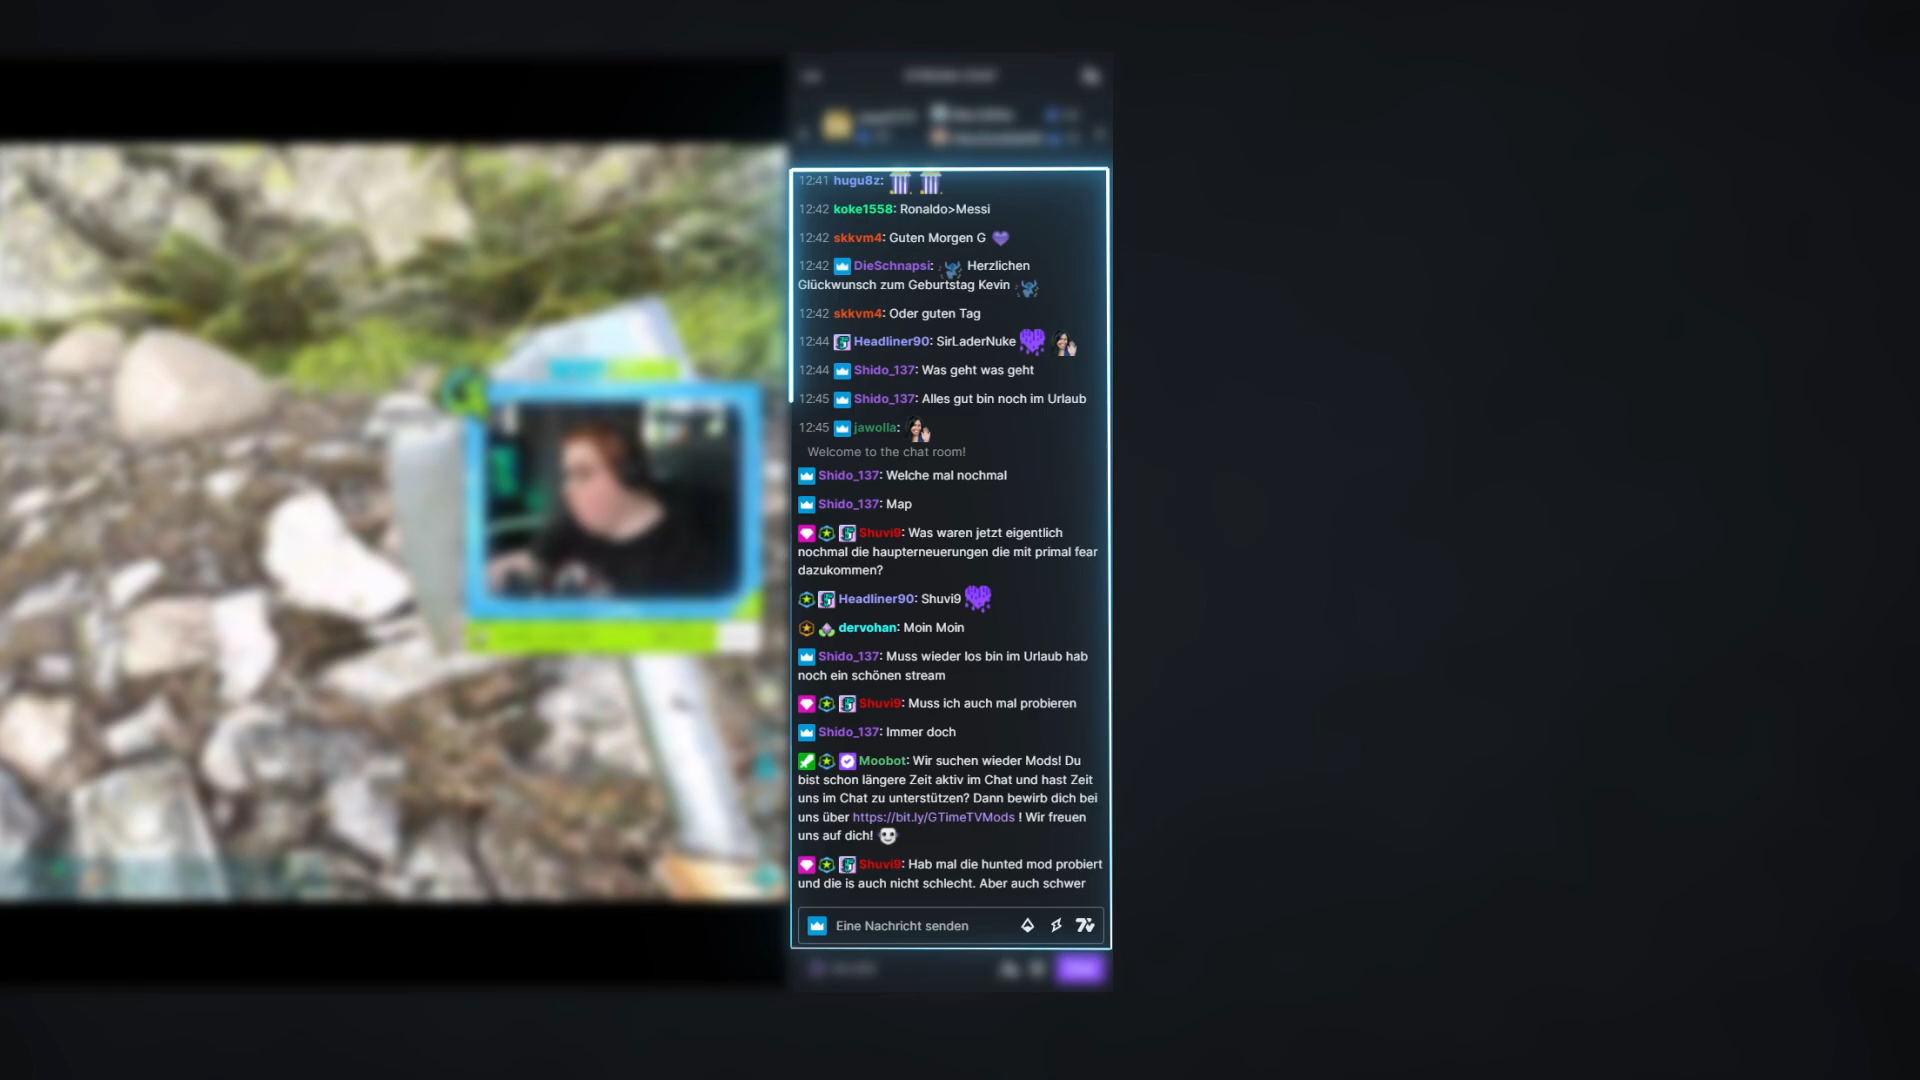 12:41 hugu8z:
12:42 koke1558: Ronaldo>Messi
12:42 skkvm4: Guten Morgen G
12:42 DieSchnapsi: Herzlichen
Glückwunsch zum Geburtstag Kevin
12:42 skkvm4: Oder guten Tag
12:44 Headliner90: SirLaderNuke
12:44 Shido_137: Was geht was geht
12:45 Shido_137: Alles gut bin noch im Urlaub
12:45 jawolla:
Welcome to the chat room!
Shido_137: Welche mal nochmal
Shido_137: Map
Shuvi9: Was waren jetzt eigentlich
nochmal die haupterneuerungen die mit primal fear
dazukommen?
Headliner90: Shuvi9
dervohan: Moin Moin
Shido_137: Muss wieder los bin im Urlaub hab
noch ein schönen stream
Shuvi9: Muss ich auch mal probieren
Shido_137: Immer doch
Moobot: Wir suchen wieder Mods! Du
bist schon längere Zeit aktiv im Chat und hast Zeit
uns im Chat zu unterstützen? Dann bewirb dich bei
uns über https://bit.ly/GTimeTVMods ! Wir freuen
uns auf dich!
Shuvi9: Hab mal die hunted mod probiert
und die is auch nicht schlecht. Aber auch schwer
Eine Nachricht senden